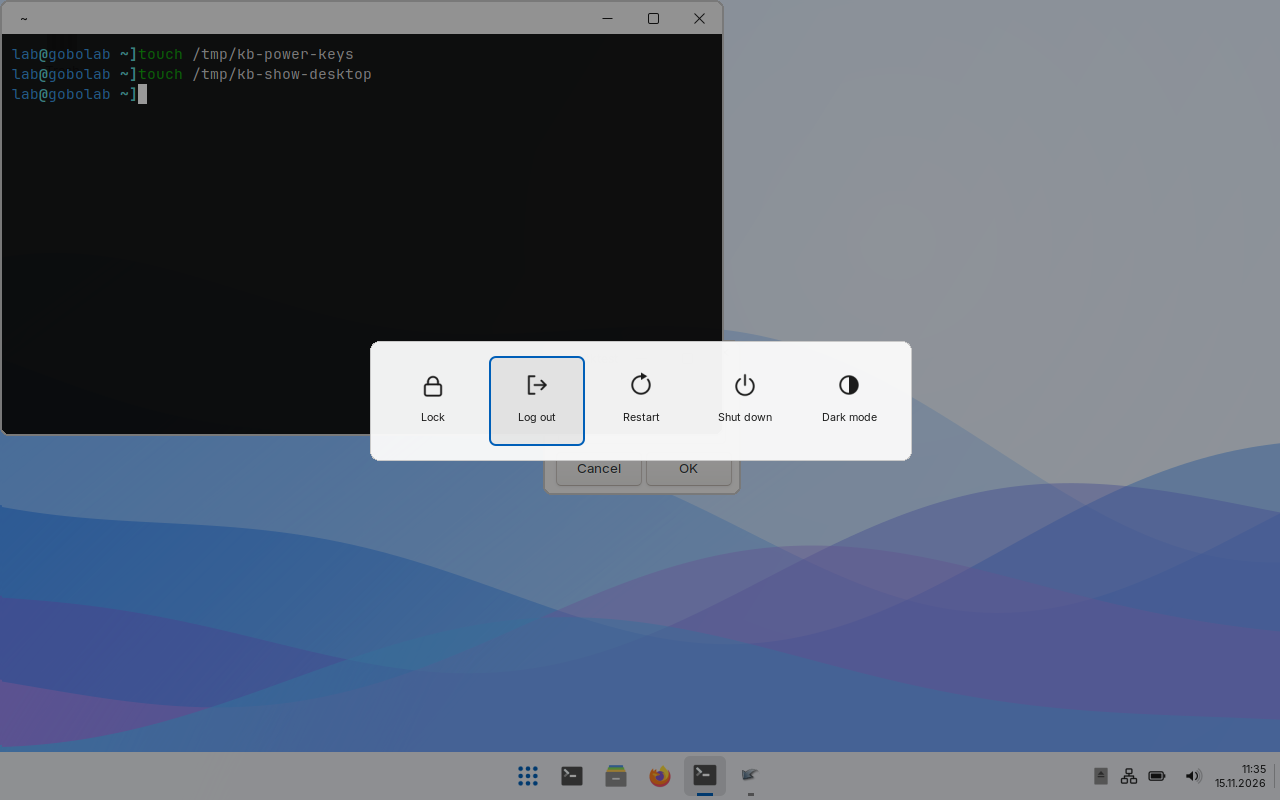 ~
lab@gobolab ~]touch /tmp/kb-power-keys
lab@gobolab ~]touch /tmp/kb-show-desktop
lab@gobolab ~]
Lock
Log out
Restart
Shut down
Dark mode
Cancel
OK
11:35
15.11.2026